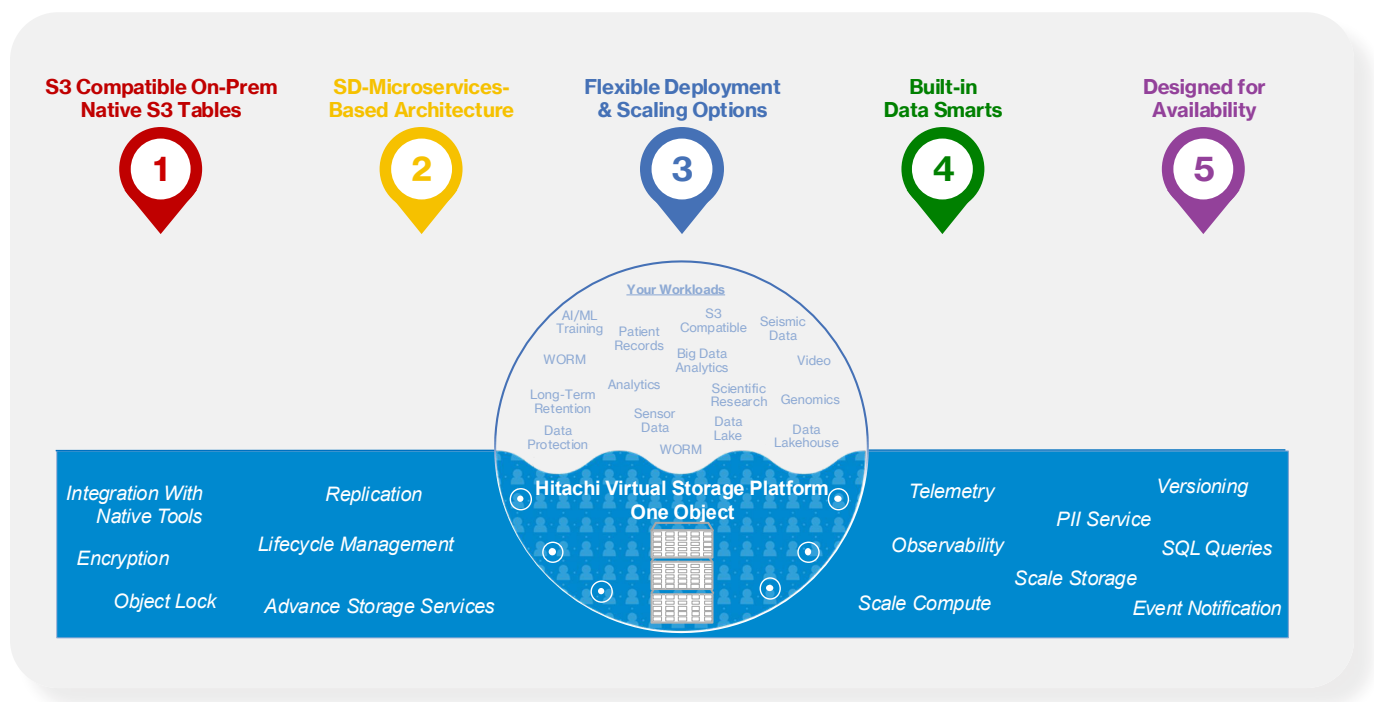 S3 Compatible On-Prem
Native S3 Tables
1
SD-Microservices-
Based Architecture
2
Flexible Deployment
& Scaling Options
3
Built-in
Data Smarts
4
Designed for
Availability
5
Your Workloads
AI/ML
Training
Patient
Records
S3
Compatible
Seismic
Data
WORM
Big Data
Analytics
Video
Long-Term
Retention
Analytics
Scientific
Research
Genomics
Data
Protection
Sensor
Data
Data
Lake
Data
Lakehouse
WORM
Hitachi Virtual Storage Platform
One Object
Integration With
Native Tools
Encryption
Object Lock
Replication
Lifecycle Management
Advance Storage Services
Telemetry
Observability
Scale Compute
Versioning
PII Service
SQL Queries
Scale Storage
Event Notification